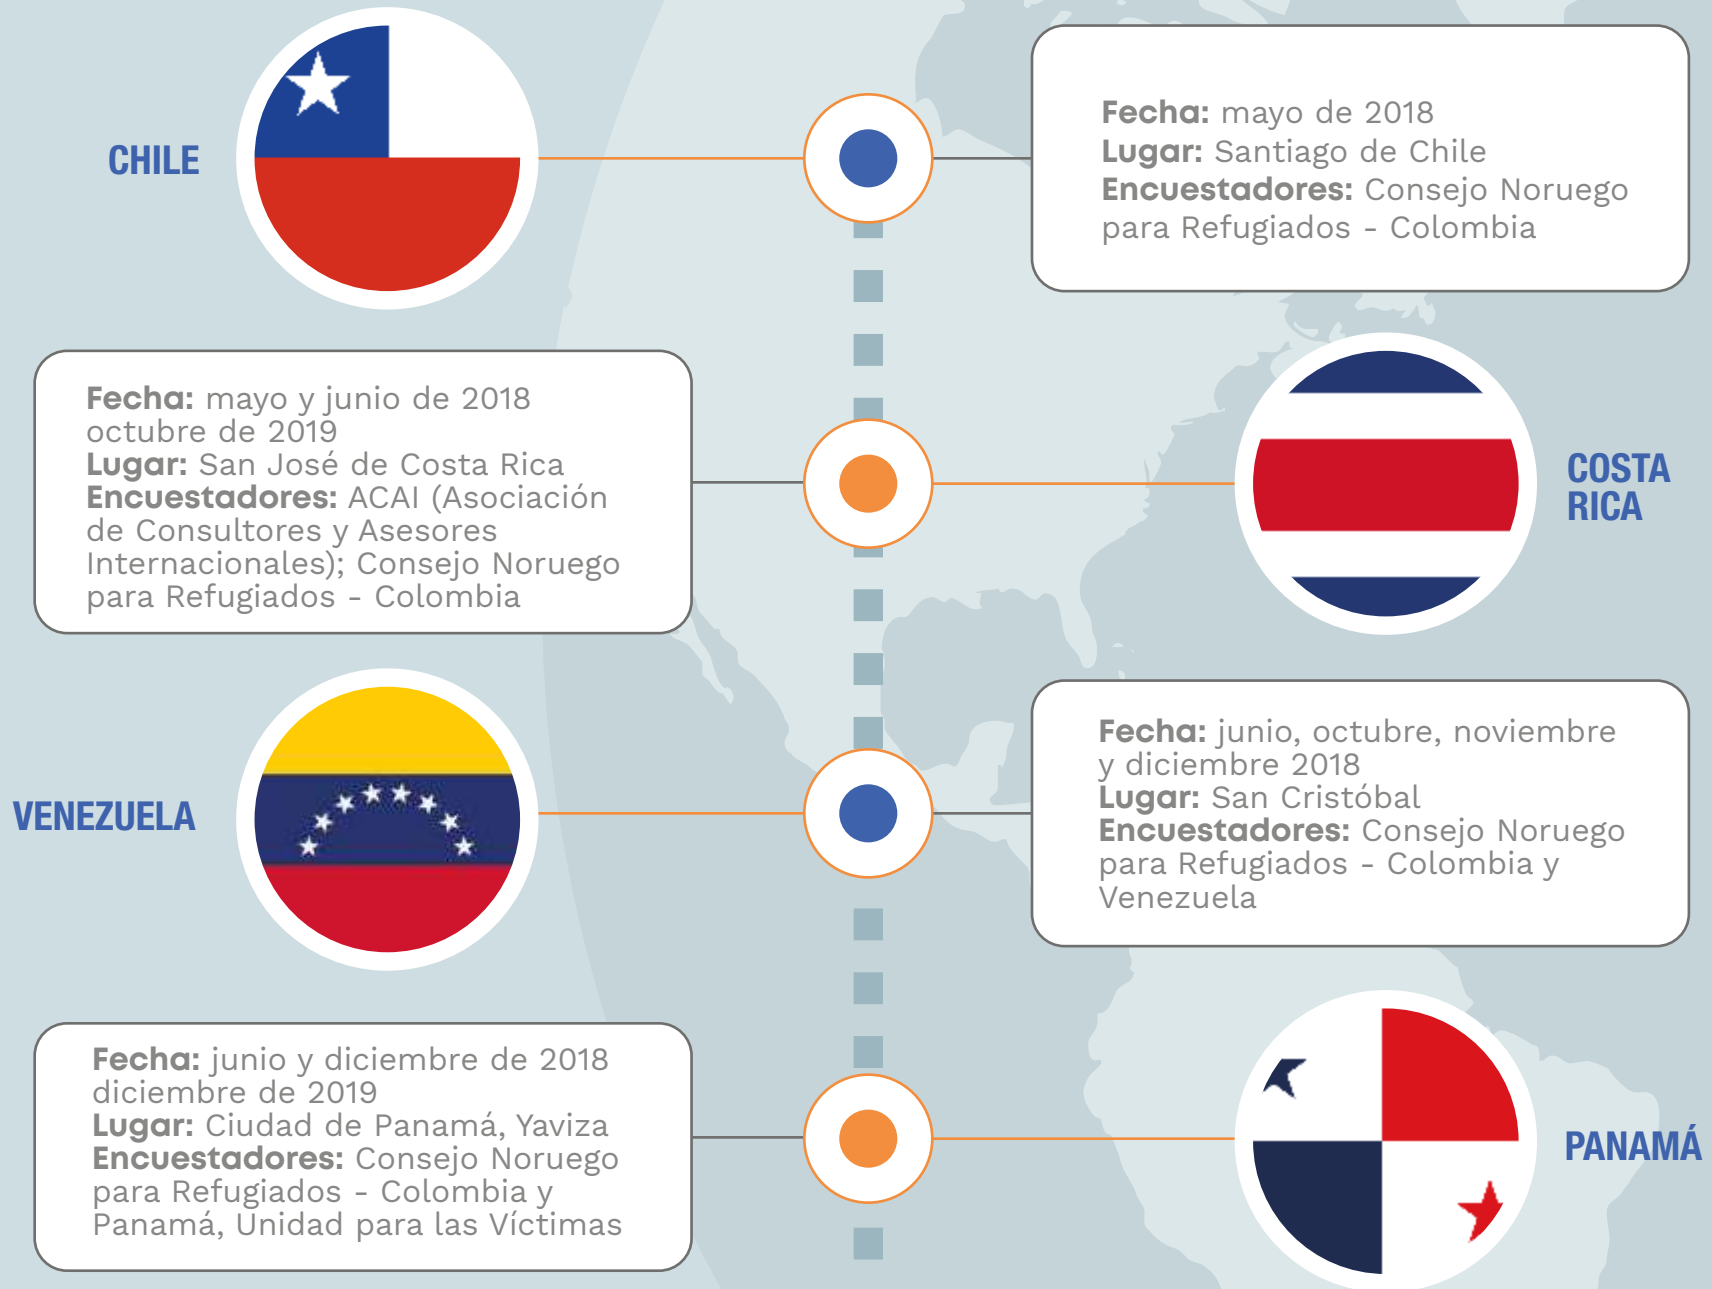 CHILE
Fecha: mayo de 2018
Lugar: Santiago de Chile
Encuestadores: Consejo Noruego
para Refugiados - Colombia
Fecha: mayo y junio de 2018
octubre de 2019
Lugar: San José de Costa Rica
Encuestadores: ACAI (Asociación
de Consultores y Asesores
Internacionales); Consejo Noruego
para Refugiados - Colombia
COSTA
RICA
VENEZUELA
Fecha: junio, octubre, noviembre
y diciembre 2018
Lugar: San Cristóbal
Encuestadores: Consejo Noruego
para Refugiados - Colombia y
Venezuela
Fecha: junio y diciembre de 2018
diciembre de 2019
Lugar: Ciudad de Panamá, Yaviza
Encuestadores: Consejo Noruego
para Refugiados - Colombia y
Panamá, Unidad para las Víctimas
PANAMÁ